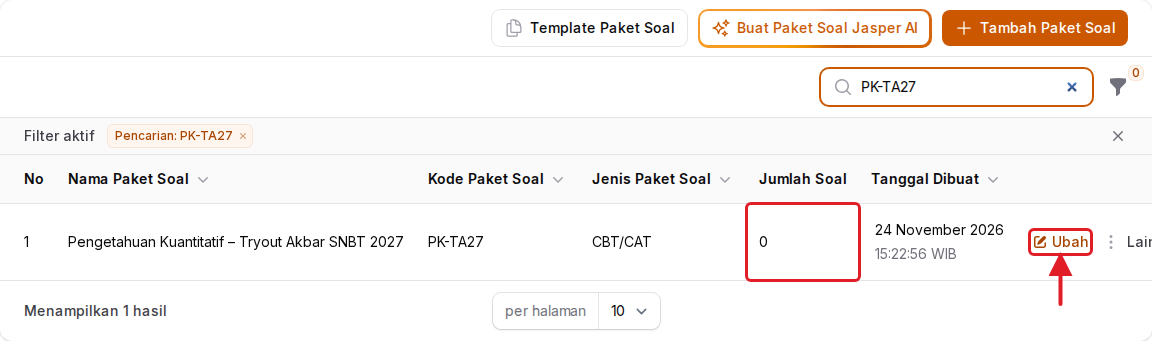 Template Paket Soal
Buat Paket Soal Jasper AI
Tambah Paket Soal
PK-TA27
0
Filter aktif
Pencarian: PK-TA27
No
Nama Paket Soal
Kode Paket Soal
Jenis Paket Soal
Jumlah Soal
Tanggal Dibuat
1
Pengetahuan Kuantitatif – Tryout Akbar SNBT 2027
PK-TA27
CBT/CAT
0
24 November 2026
15:22:56 WIB
Ubah
Menampilkan 1 hasil
per halaman
10